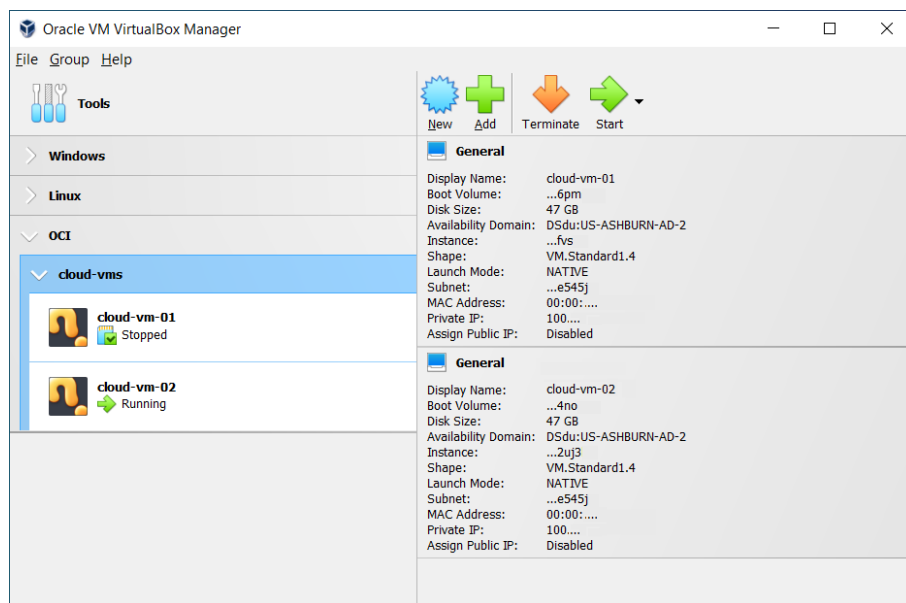 Oracle VM VirtualBox Manager
File Group Help
Tools
New Add Terminate Start
Windows
Linux
OCI
cloud-vms
cloud-vm-01
Stopped
cloud-vm-02
Running
General
Display Name: cloud-vm-01
Boot Volume: ...6pm
Disk Size: 47 GB
Availability Domain: DSdu:US-ASHBURN-AD-2
Instance: ...fvs
Shape: VM.Standard1.4
Launch Mode: NATIVE
Subnet: ...e545j
MAC Address: 00:00:....
Private IP: 100....
Assign Public IP: Disabled
General
Display Name: cloud-vm-02
Boot Volume: ...4no
Disk Size: 47 GB
Availability Domain: DSdu:US-ASHBURN-AD-2
Instance: ...2uj3
Shape: VM.Standard1.4
Launch Mode: NATIVE
Subnet: ...e545j
MAC Address: 00:00:....
Private IP: 100....
Assign Public IP: Disabled